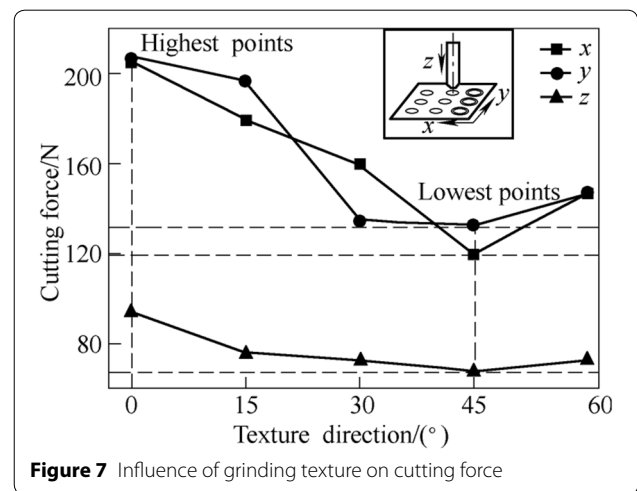 Highest points
Lowest points
x
y
z
z
y
x
200
160
120
80
Cutting force/N
0 15 30 45 60
Texture direction/(°)
Figure 7 Influence of grinding texture on cutting force